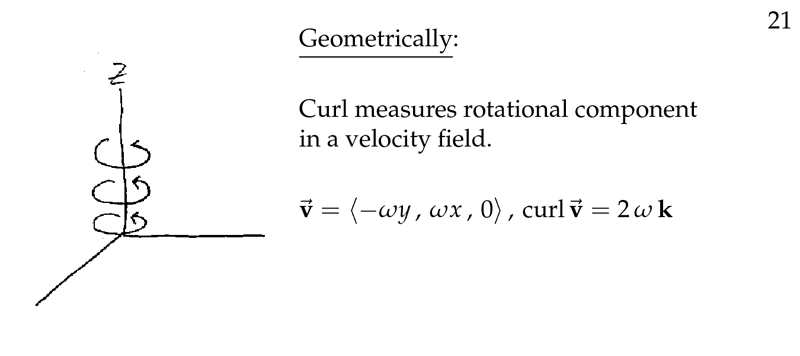 21
Geometrically:
z
Curl measures rotational component
in a velocity field.
v⃗ = ⟨−ωy , ωx , 0⟩ , curl v⃗ = 2 ω k